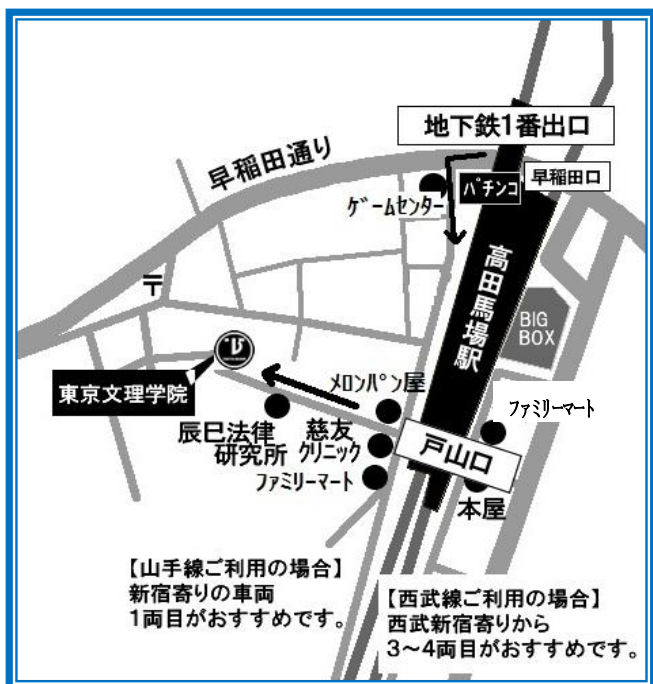 地下鉄1番出口
早稲田通り
パチンコ
早稲田口
ゲームセンター
高田馬場駅
〒
BIG
BOX
東京文理学院
メロンパン屋
ファミリーマート
辰巳法律
研究所
慈友
クリニック
戸山口
ファミリーマート
本屋
【山手線ご利用の場合】
新宿寄りの車両
1両目がおすすめです。
【西武線ご利用の場合】
西武新宿寄りから
3～4両目がおすすめです。